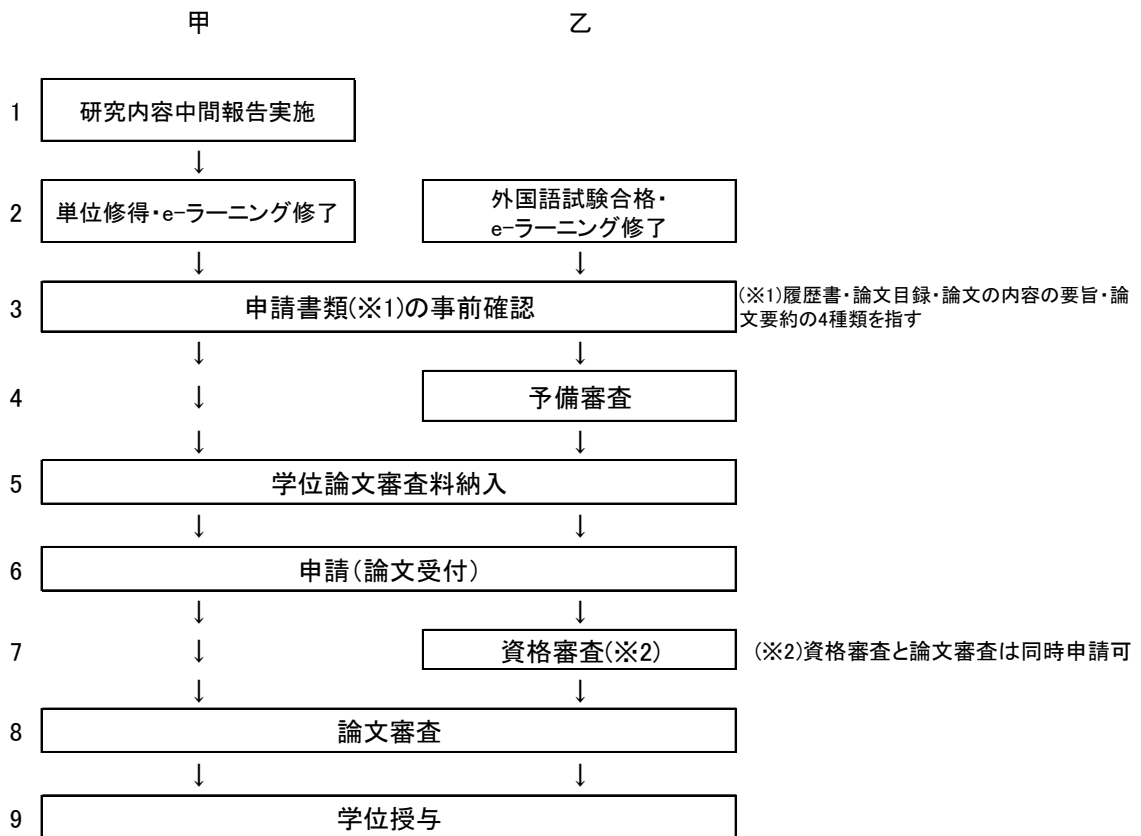 甲 乙
1 研究内容中間報告実施
↓
2 単位修得・e-ラーニング修了 外国語試験合格・
e-ラーニング修了
↓ ↓
3 申請書類(※1)の事前確認 (※1)履歴書・論文目録・論文の内容の要旨・論
文要約の4種類を指す
↓ ↓
4 ↓ 予備審査
↓ ↓
5 学位論文審査料納入
↓ ↓
6 申請(論文受付)
↓ ↓
7 ↓ 資格審査(※2) (※2)資格審査と論文審査は同時申請可
↓ ↓
8 論文審査
↓ ↓
9 学位授与